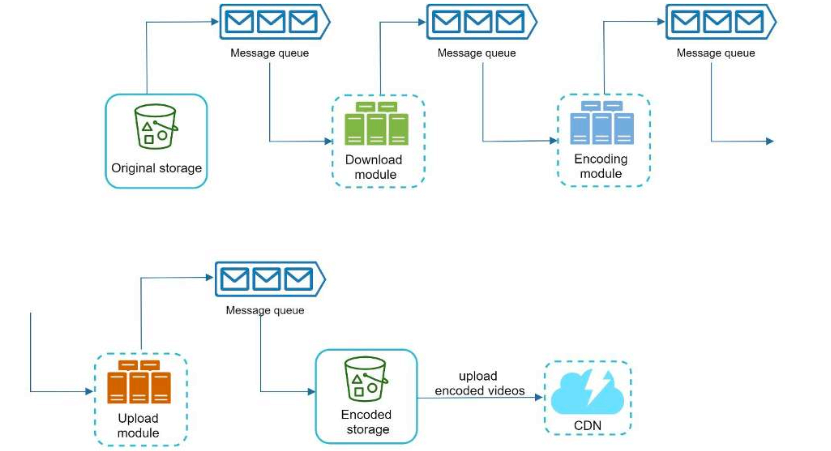 Message queue
Message queue
Message queue
Original storage
Download
module
Encoding
module
Message queue
Upload
module
Encoded
storage
upload
encoded videos
CDN